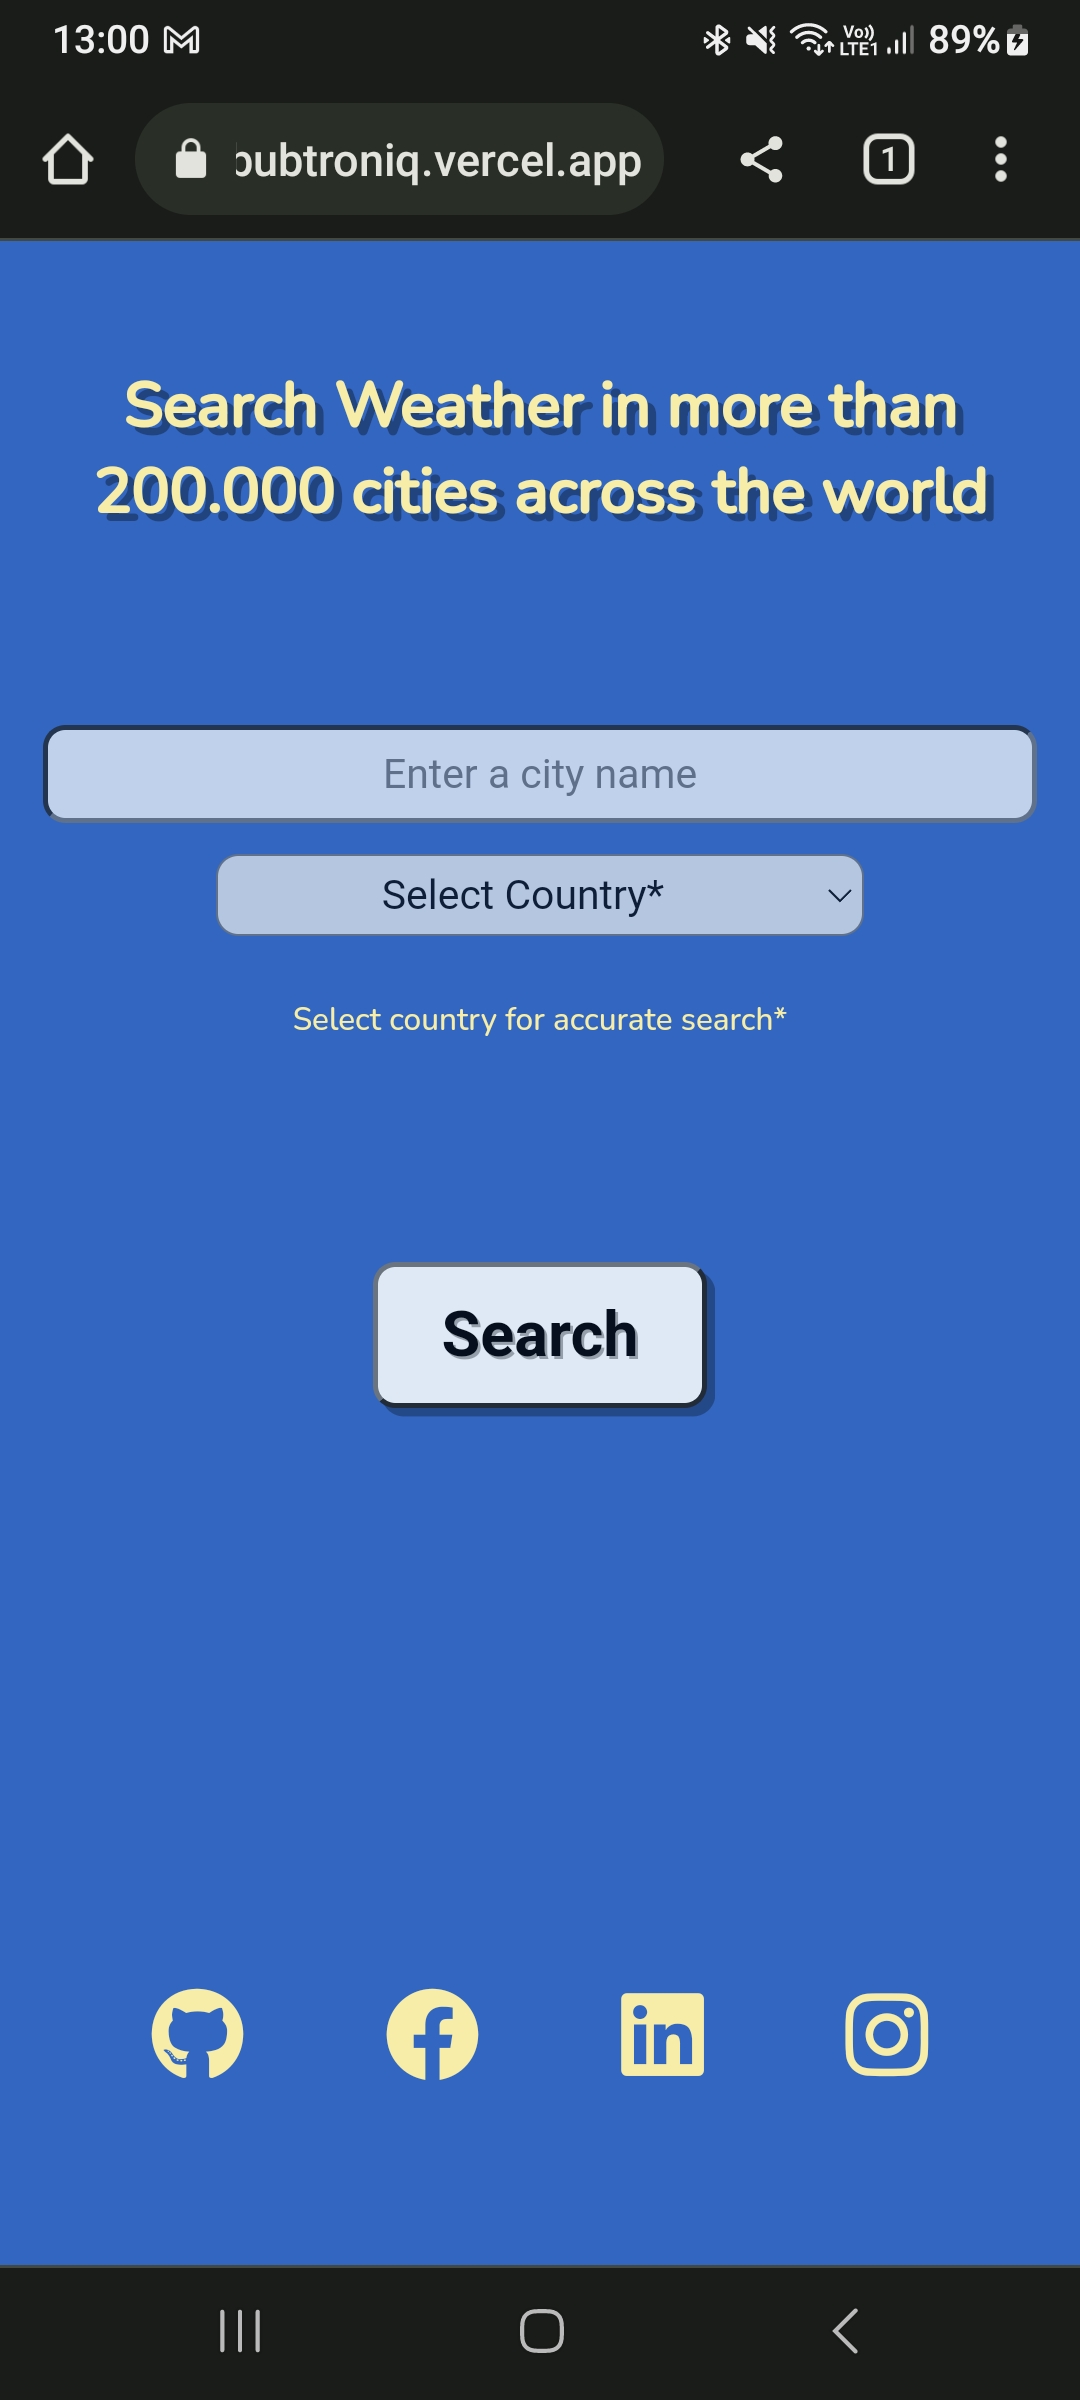 13:00
Vo)) LTE1 89%
bubtroniq.vercel.app
1
Search Weather in more than
200.000 cities across the world
Enter a city name
Select Country*
Select country for accurate search*
Search